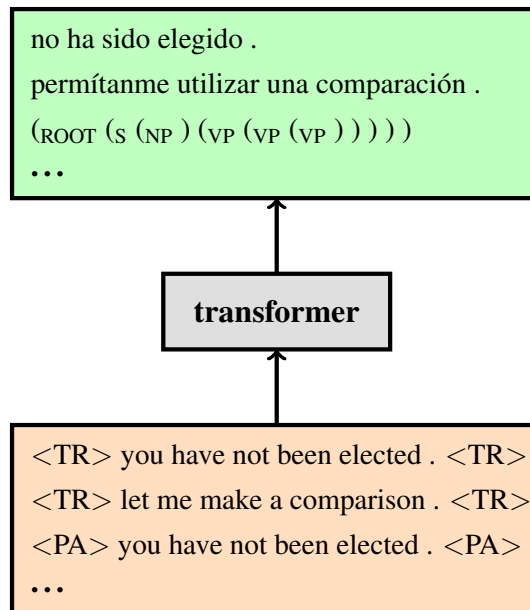 no ha sido elegido .
permítanme utilizar una comparación .
(ROOT (S (NP ) (VP (VP (VP ) ) ) ) )
...
transformer
<TR> you have not been elected . <TR>
<TR> let me make a comparison . <TR>
<PA> you have not been elected . <PA>
...